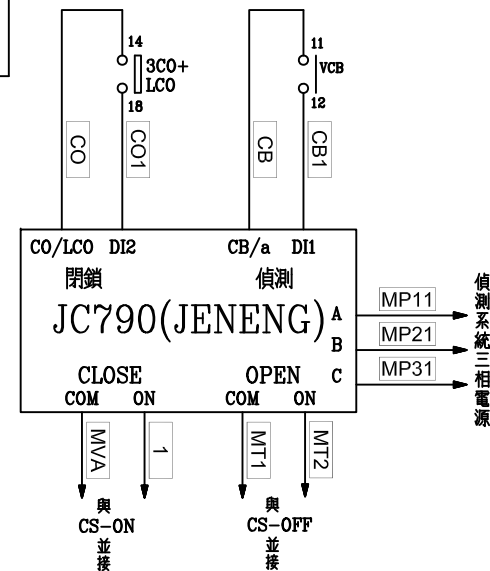 14
3CO+
LCO
18
11
VCB
12
CO
CO1
CB
CB1
CO/LCO DI2
CB/a DI1
閉鎖
偵測
JC790(JENENG)
A
B
C
MP11
MP21
MP31
偵測系統三相電源
CLOSE
OPEN
COM ON
COM ON
MVA
1
MT1
MT2
與
CS-ON
並接
與
CS-OFF
並接